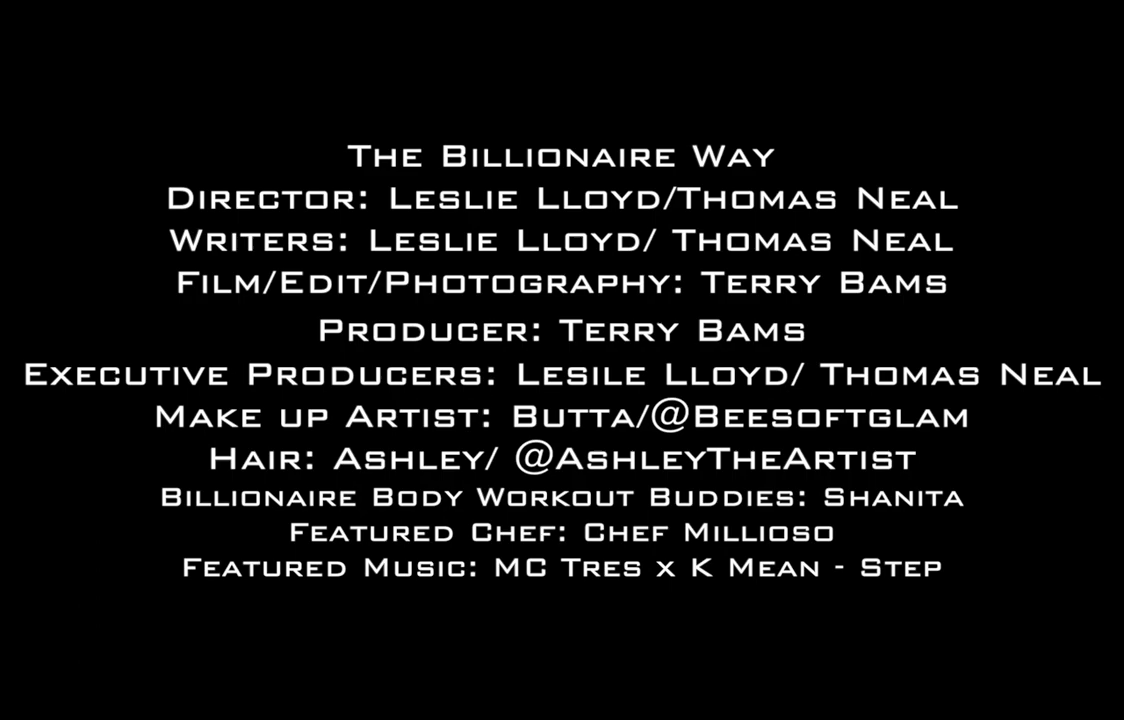 The Billionaire Way
Director: Leslie Lloyd/Thomas Neal
Writers: Leslie Lloyd/ Thomas Neal
Film/Edit/Photography: Terry Bams
Producer: Terry Bams
Executive Producers: Lesile Lloyd/ Thomas Neal
Make up Artist: Butta/@Beesoftglam
Hair: Ashley/ @AshleyTheArtist
Billionaire Body Workout Buddies: Shanita
Featured Chef: Chef Millioso
Featured Music: MC Tres x K Mean - Step